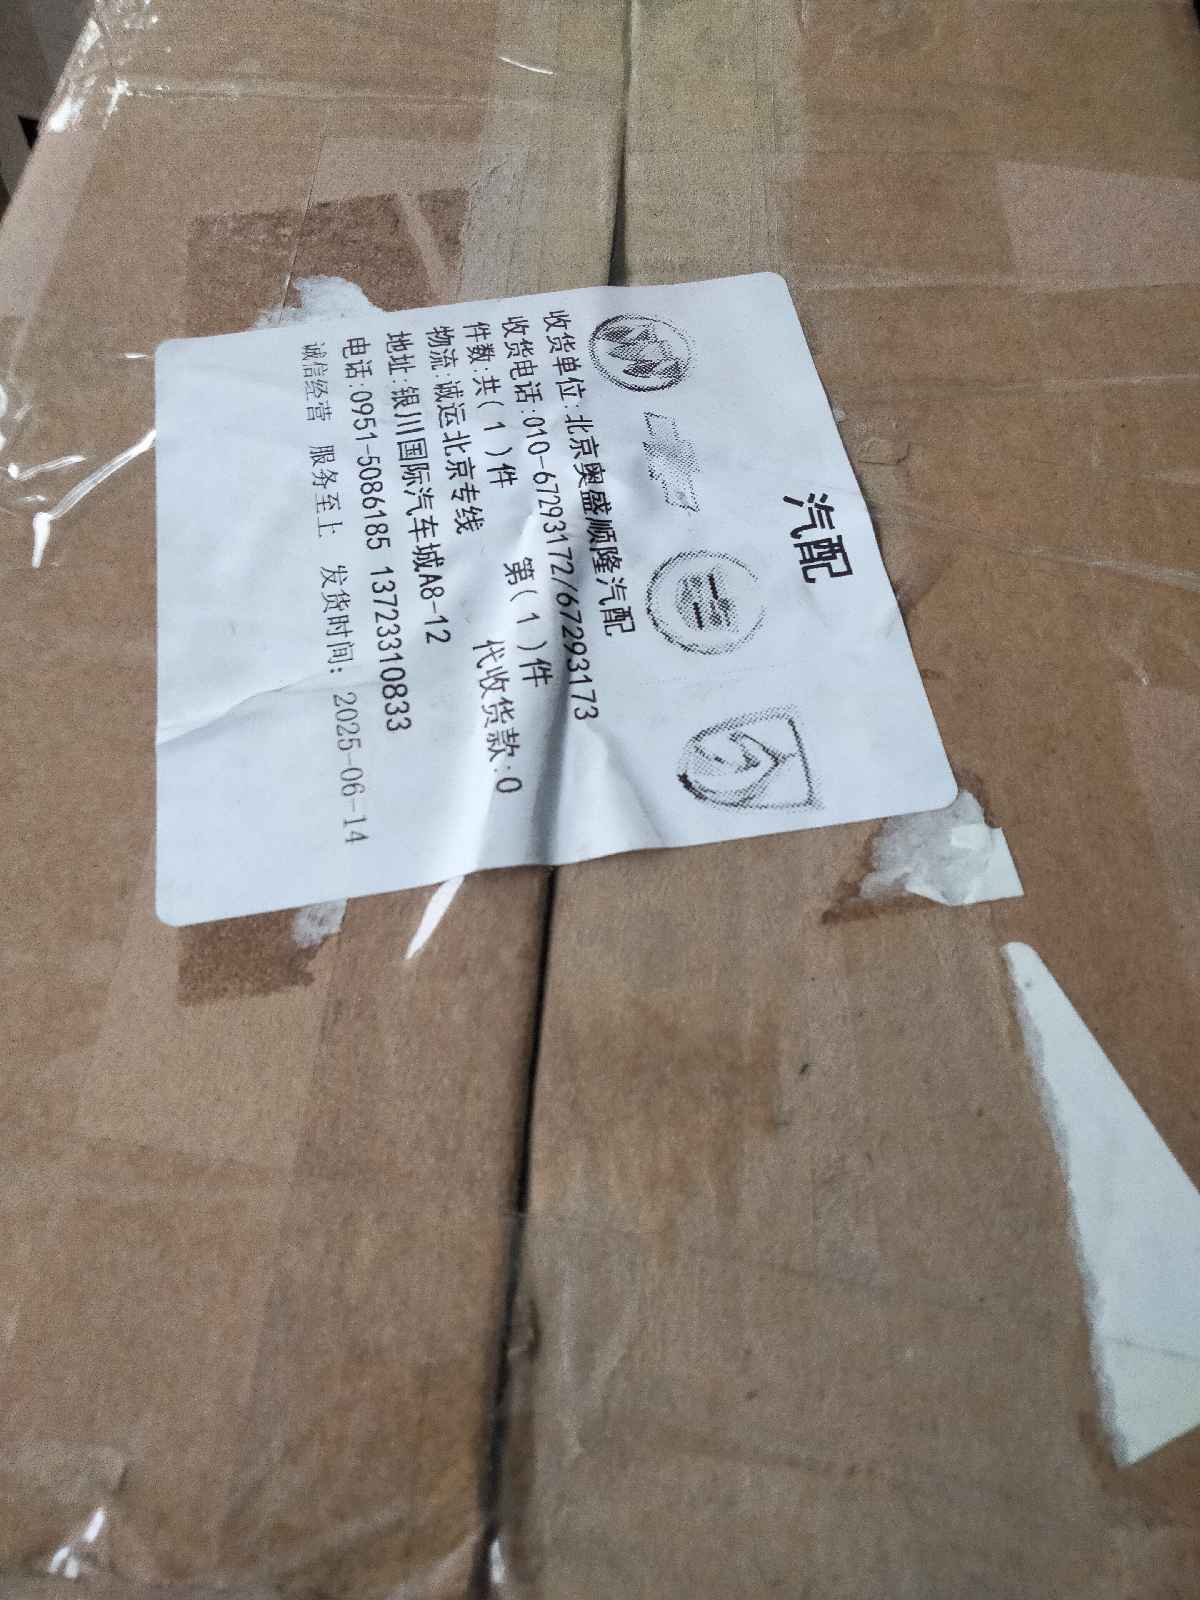 汽配
收货单位:北京奥盛顺隆汽配
收货电话:010-67293172/67293173
件数:共(1)件 第(1)件
物流:诚运北京专线 代收货款:0
地址:银川国际汽车城A8-12
电话:0951-5086185 13723310833
诚信经营 服务至上 发货时间: 2025-06-14